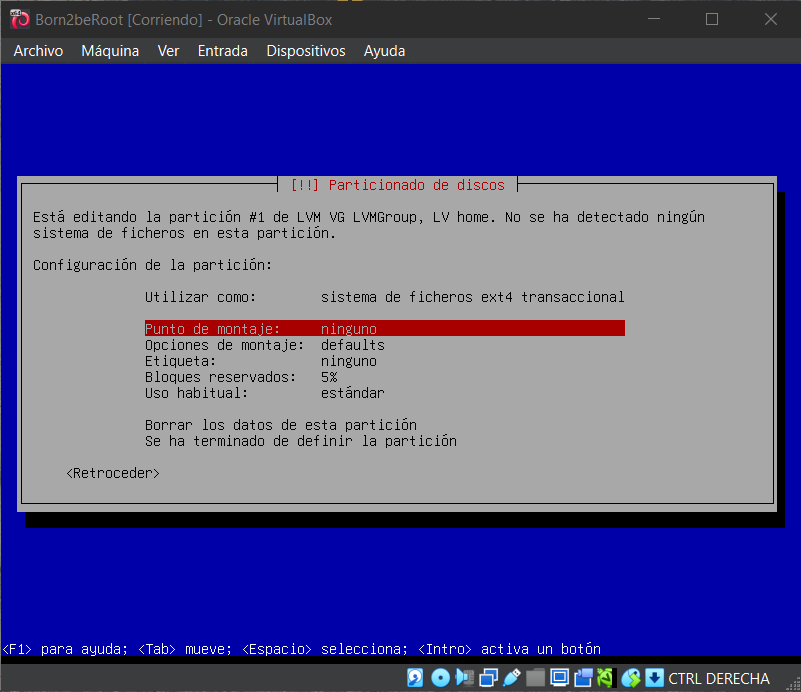 Born2beRoot [Corriendo] - Oracle VirtualBox
Archivo Máquina Ver Entrada Dispositivos Ayuda
[!!] Particionado de discos
Está editando la partición #1 de LVM VG LVMGroup, LV home. No se ha detectado ningún
sistema de ficheros en esta partición.
Configuración de la partición:
Utilizar como: sistema de ficheros ext4 transaccional
Punto de montaje: ninguno
Opciones de montaje: defaults
Etiqueta: ninguno
Bloques reservados: 5%
Uso habitual: estándar
Borrar los datos de esta partición
Se ha terminado de definir la partición
<Retroceder>
<F1> para ayuda; <Tab> mueve; <Espacio> selecciona; <Intro> activa un botón
CTRL DERECHA